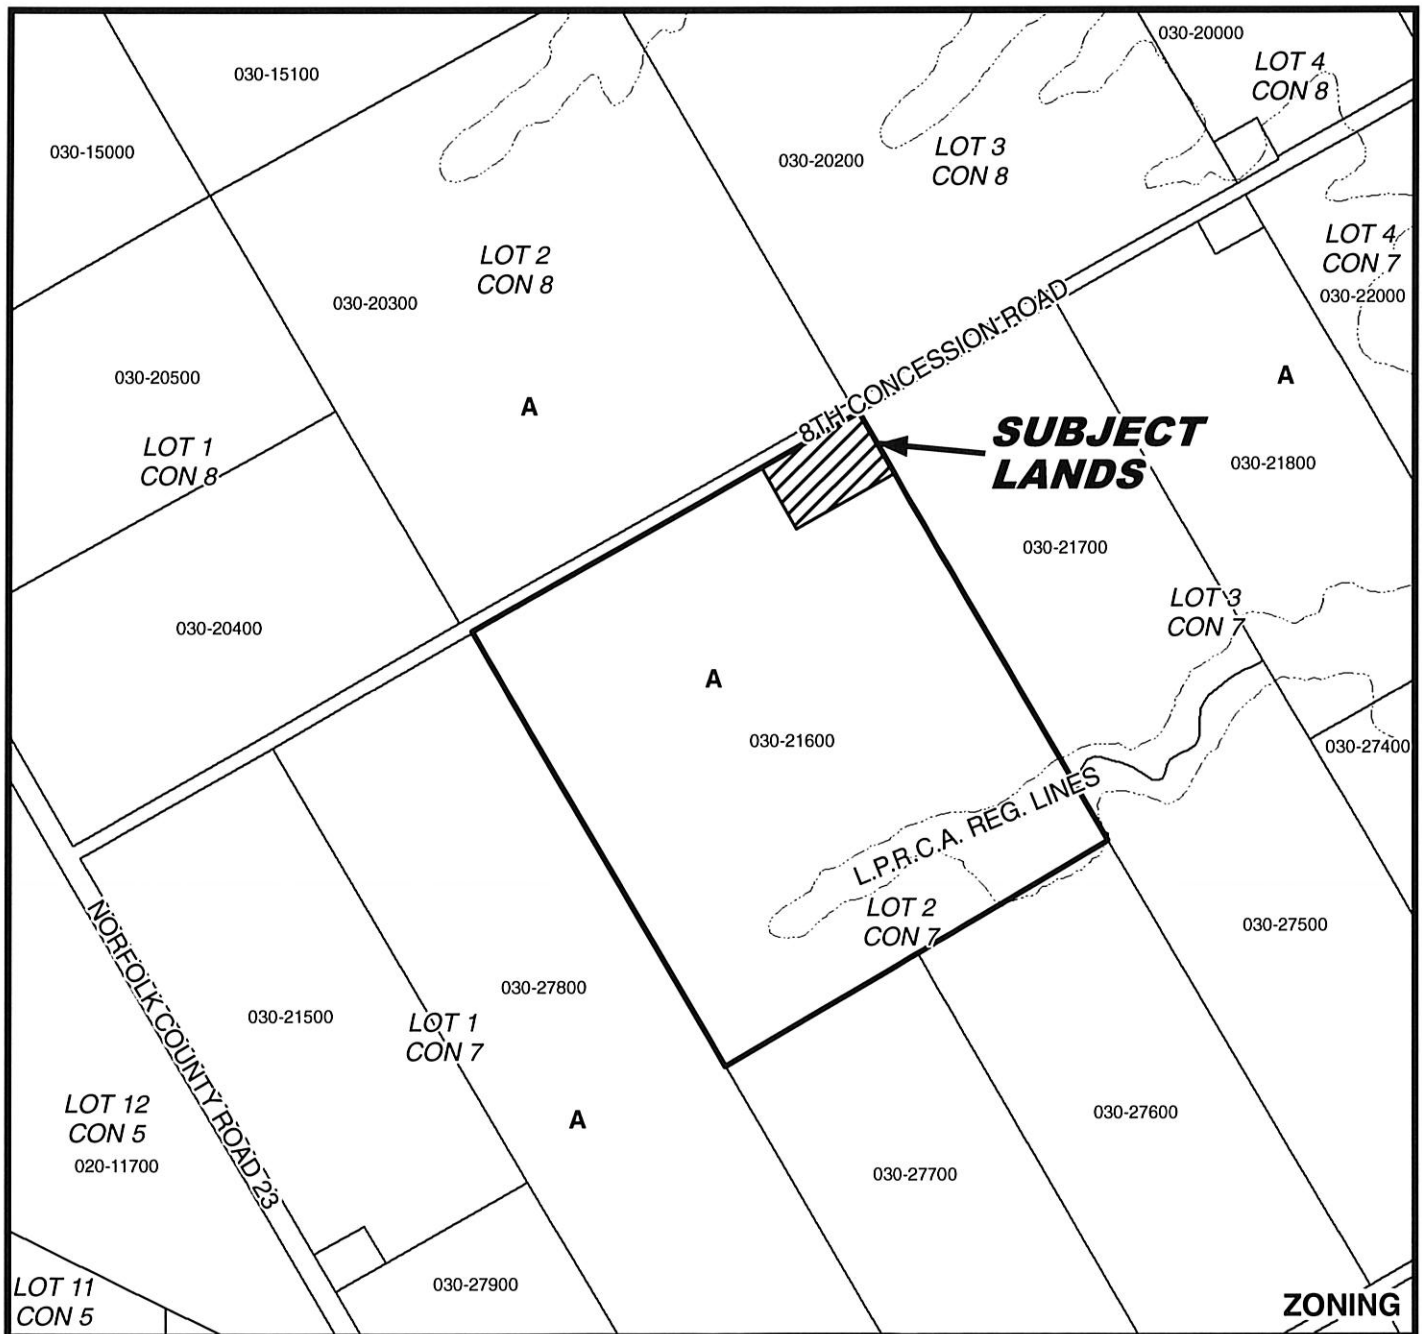 030-20000
LOT 4
CON 8
030-15100
030-15000
LOT 3
CON 8
030-20200
LOT 4
CON 7
030-22000
LOT 2
CON 8
030-20300
8TH CONCESSION ROAD
030-20500
A
A
LOT 1
CON 8
SUBJECT
LANDS
030-21800
030-21700
LOT 3
CON 7
030-20400
A
030-21600
030-27400
L.P.R.C.A. REG. LINES
LOT 2
CON 7
030-27500
NORFOLK COUNTY ROAD 23
030-27800
030-21500
LOT 1
CON 7
LOT 12
CON 5
020-11700
A
030-27600
030-27700
LOT 11
CON 5
030-27900
ZONING